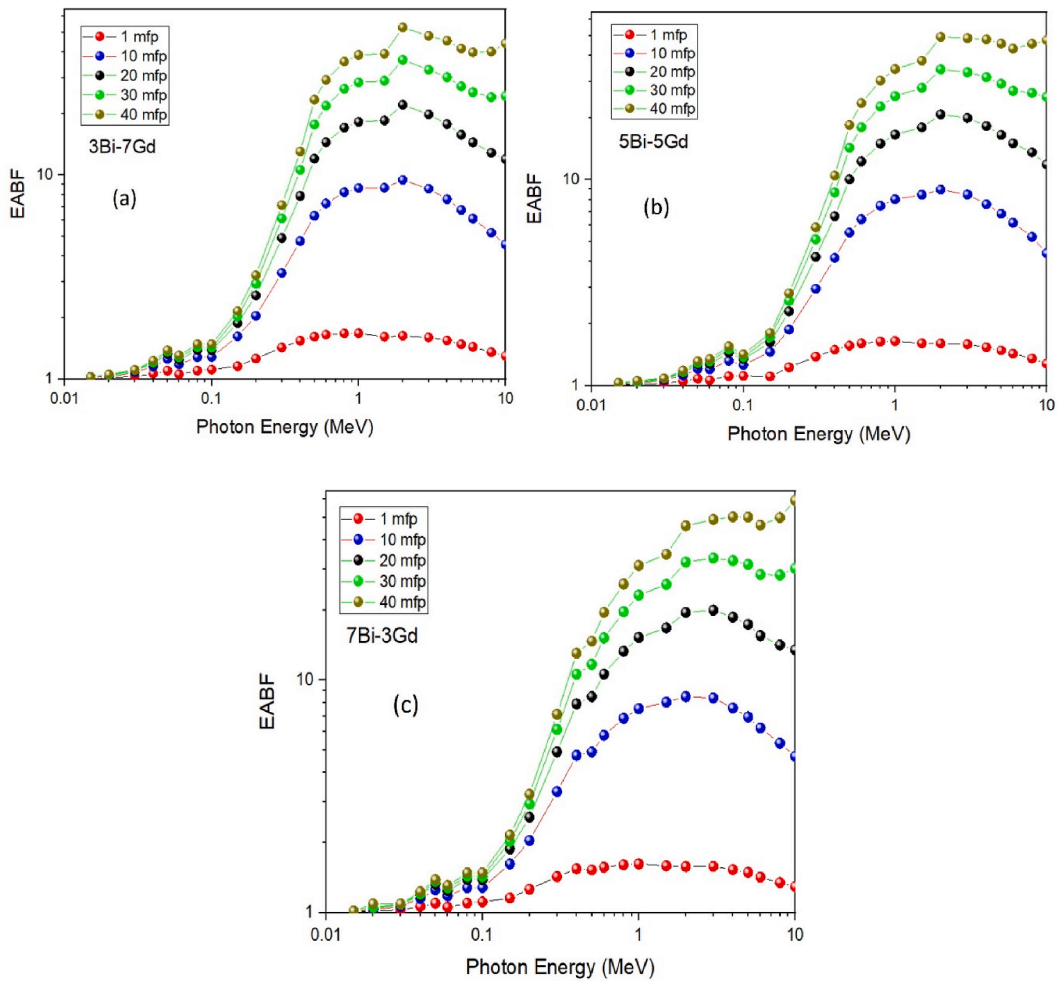 1 mfp
10 mfp
20 mfp
30 mfp
40 mfp
3Bi-7Gd
(a)
EABF
10
1
0.01
0.1
1
10
Photon Energy (MeV)
1 mfp
10 mfp
20 mfp
30 mfp
40 mfp
5Bi-5Gd
(b)
EABF
10
1
0.01
0.1
1
10
Photon Energy (MeV)
1 mfp
10 mfp
20 mfp
30 mfp
40 mfp
7Bi-3Gd
(c)
EABF
10
1
0.01
0.1
1
10
Photon Energy (MeV)